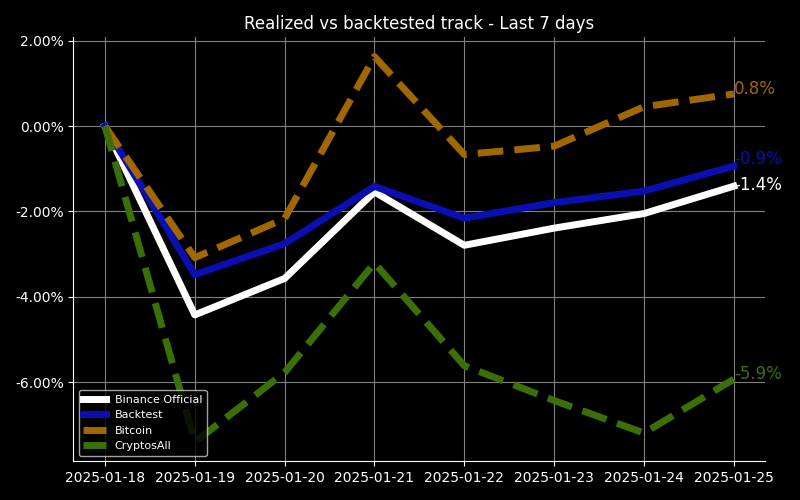 Realized vs backtested track - Last 7 days
2.00%
0.00%
-2.00%
-4.00%
-6.00%
0.8%
-0.9%
-1.4%
-5.9%
Binance Official
Backtest
Bitcoin
CryptosAll
2025-01-18 2025-01-19 2025-01-20 2025-01-21 2025-01-22 2025-01-23 2025-01-24 2025-01-25